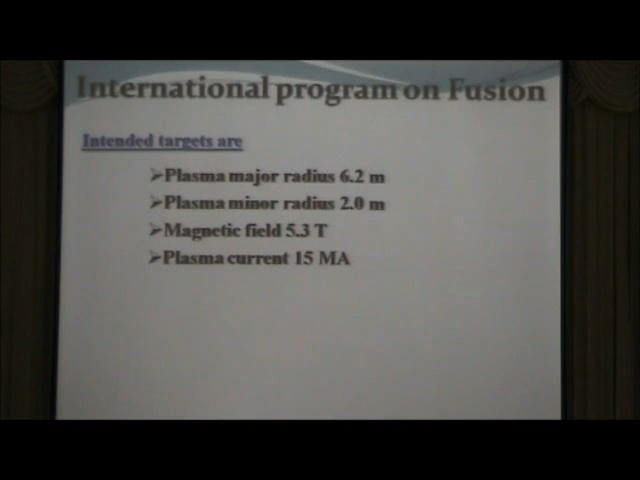 International program on Fusion
Intended targets are
➢Plasma major radius 6.2 m
➢Plasma minor radius 2.0 m
➢Magnetic field 5.3 T
➢Plasma current 15 MA